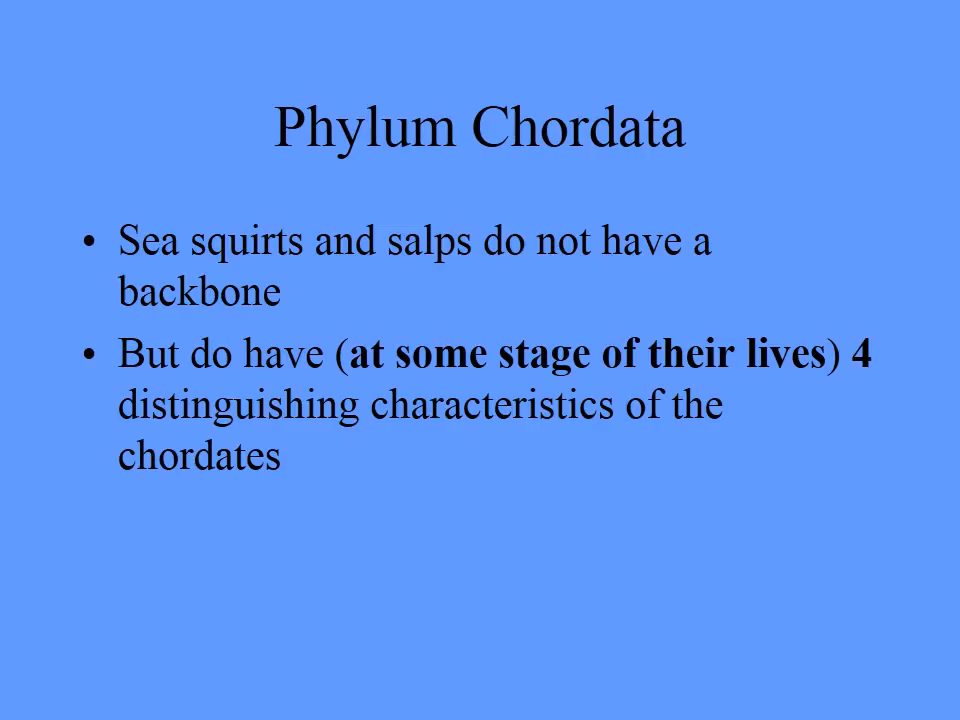 Phylum Chordata
• Sea squirts and salps do not have a
backbone
• But do have (at some stage of their lives) 4
distinguishing characteristics of the
chordates